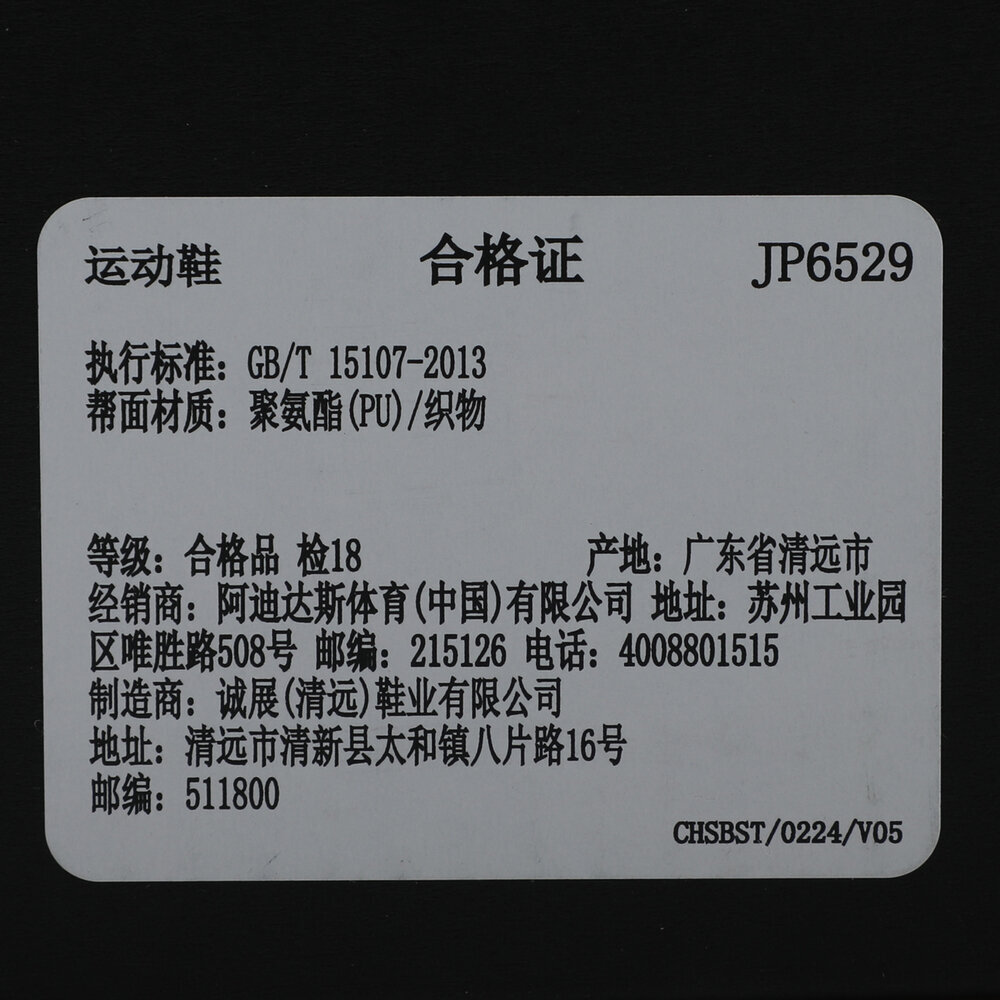 运动鞋 合格证 JP6529
执行标准：GB/T 15107-2013
帮面材质：聚氨酯(PU)/织物
等级：合格品 检18 产地：广东省清远市
经销商：阿迪达斯体育(中国)有限公司 地址：苏州工业园
区唯胜路508号 邮编：215126 电话：4008801515
制造商：诚展(清远)鞋业有限公司
地址：清远市清新县太和镇八片路16号
邮编：511800
CHSBST/0224/V05